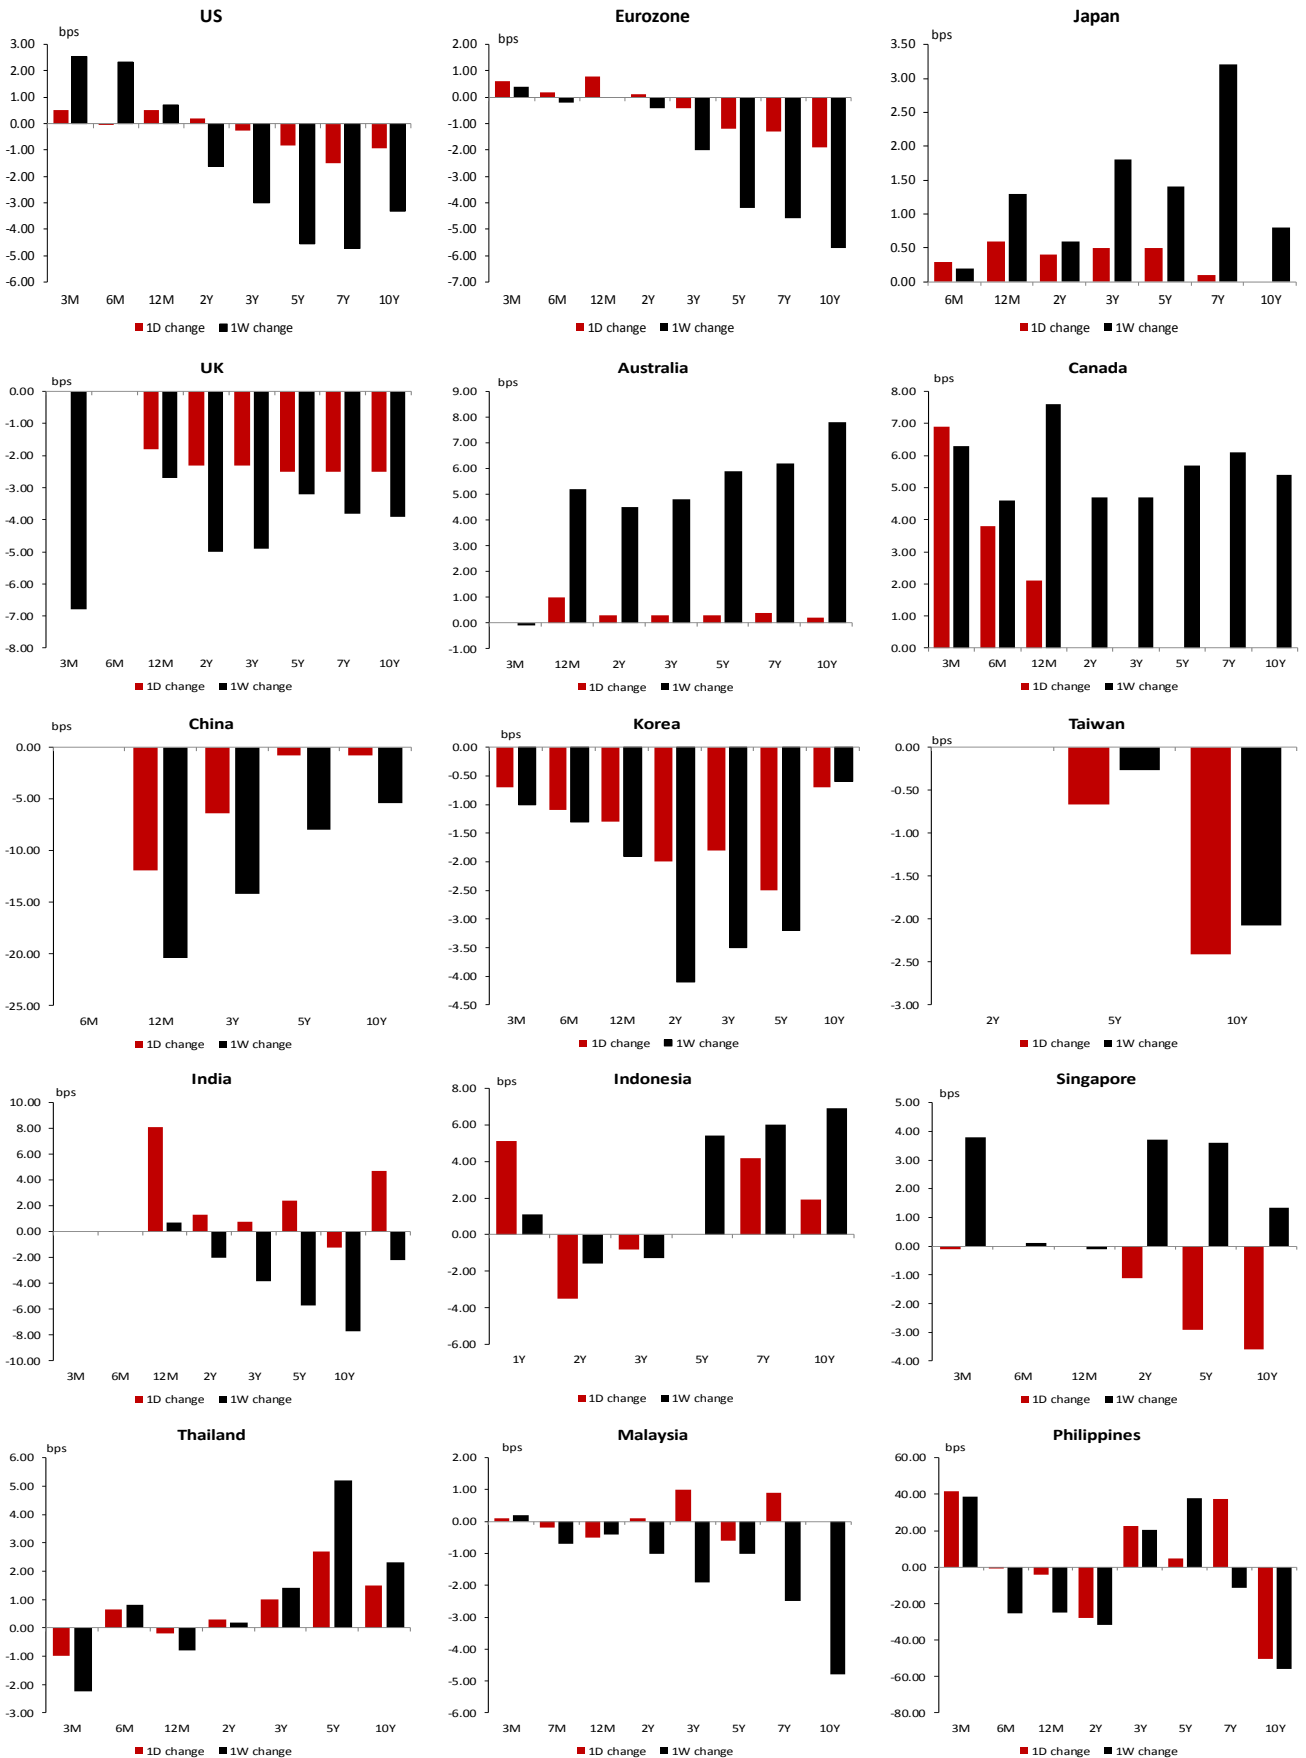 US
bps
3.00
2.00
1.00
0.00
-1.00
-2.00
-3.00
-4.00
-5.00
-6.00
3M 6M 12M 2Y 3Y 5Y 7Y 10Y
1D change 1W change
Eurozone
bps
2.00
1.00
0.00
-1.00
-2.00
-3.00
-4.00
-5.00
-6.00
-7.00
3M 6M 12M 2Y 3Y 5Y 7Y 10Y
1D change 1W change
Japan
bps
3.50
3.00
2.50
2.00
1.50
1.00
0.50
0.00
6M 12M 2Y 3Y 5Y 7Y 10Y
1D change 1W change
UK
bps
0.00
-1.00
-2.00
-3.00
-4.00
-5.00
-6.00
-7.00
-8.00
3M 6M 12M 2Y 3Y 5Y 7Y 10Y
1D change 1W change
Australia
bps
9.00
8.00
7.00
6.00
5.00
4.00
3.00
2.00
1.00
0.00
-1.00
3M 12M 2Y 3Y 5Y 7Y 10Y
1D change 1W change
Canada
bps
8.00
7.00
6.00
5.00
4.00
3.00
2.00
1.00
0.00
3M 6M 12M 2Y 3Y 5Y 7Y 10Y
1D change 1W change
China
bps
0.00
-5.00
-10.00
-15.00
-20.00
-25.00
6M 12M 3Y 5Y 10Y
1D change 1W change
Korea
bps
0.00
-0.50
-1.00
-1.50
-2.00
-2.50
-3.00
-3.50
-4.00
-4.50
3M 6M 12M 2Y 3Y 5Y 10Y
1D change 1W change
Taiwan
0.00
-0.50
-1.00
-1.50
-2.00
-2.50
-3.00
2Y 5Y 10Y
1D change 1W change
India
bps
10.00
8.00
6.00
4.00
2.00
0.00
-2.00
-4.00
-6.00
-8.00
-10.00
3M 6M 12M 2Y 3Y 5Y 10Y
1D change 1W change
Indonesia
bps
8.00
6.00
4.00
2.00
0.00
-2.00
-4.00
-6.00
1Y 2Y 3Y 5Y 7Y 10Y
1D change 1W change
Singapore
bps
5.00
4.00
3.00
2.00
1.00
0.00
-1.00
-2.00
-3.00
-4.00
3M 6M 12M 2Y 5Y 10Y
1D change 1W change
Thailand
bps
6.00
5.00
4.00
3.00
2.00
1.00
0.00
-1.00
-2.00
-3.00
3M 6M 12M 2Y 3Y 5Y 10Y
1D change 1W change
Malaysia
bps
2.00
1.00
0.00
-1.00
-2.00
-3.00
-4.00
-5.00
-6.00
3M 7M 12M 2Y 3Y 5Y 7Y 10Y
1D change 1W change
Philippines
bps
60.00
40.00
20.00
0.00
-20.00
-40.00
-60.00
-80.00
3M 6M 12M 2Y 3Y 5Y 7Y 10Y
1D change 1W change